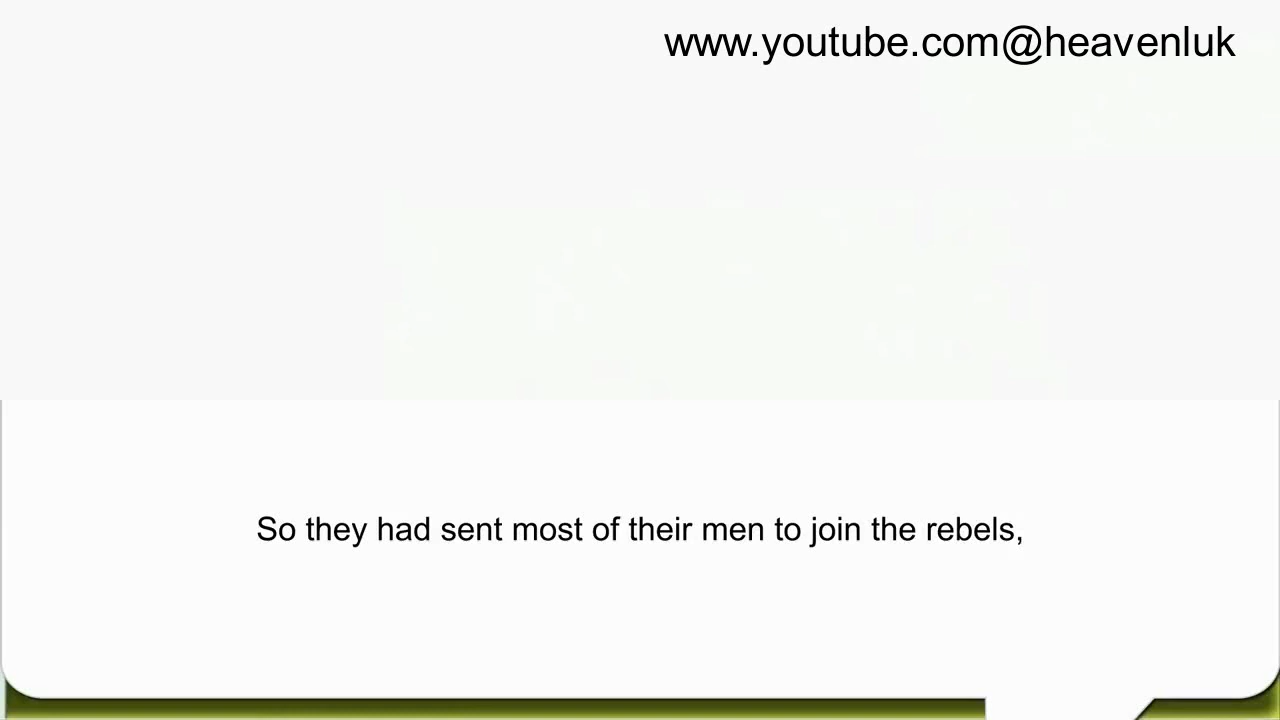 www.youtube.com@heavenluk
So they had sent most of their men to join the rebels,